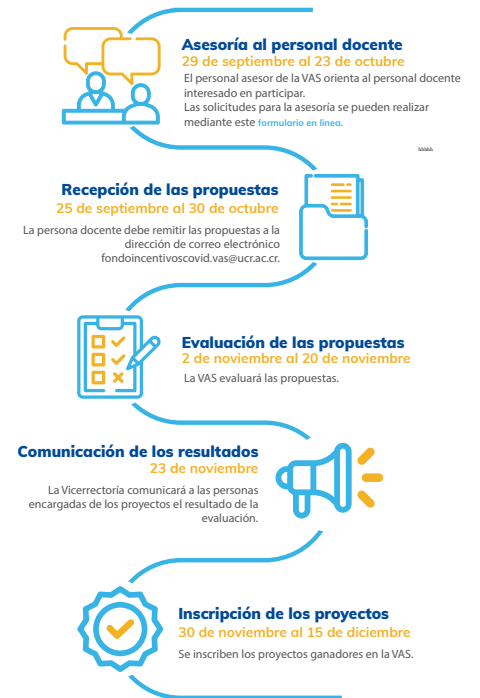 Asesoría al personal docente
29 de septiembre al 23 de octubre
El personal asesor de la VAS orienta al personal docente
interesado en participar.
Las solicitudes para la asesoría se pueden realizar
mediante este formulario en línea.
Recepción de las propuestas
25 de septiembre al 30 de octubre
La persona docente debe remitir las propuestas a la
dirección de correo electrónico
fondoincentivoscovid.vas@ucr.ac.cr.
Evaluación de las propuestas
2 de noviembre al 20 de noviembre
La VAS evaluará las propuestas.
Comunicación de los resultados
23 de noviembre
La Vicerrectoría comunicará a las personas
encargadas de los proyectos el resultado de la
evaluación.
Inscripción de los proyectos
30 de noviembre al 15 de diciembre
Se inscriben los proyectos ganadores en la VAS.